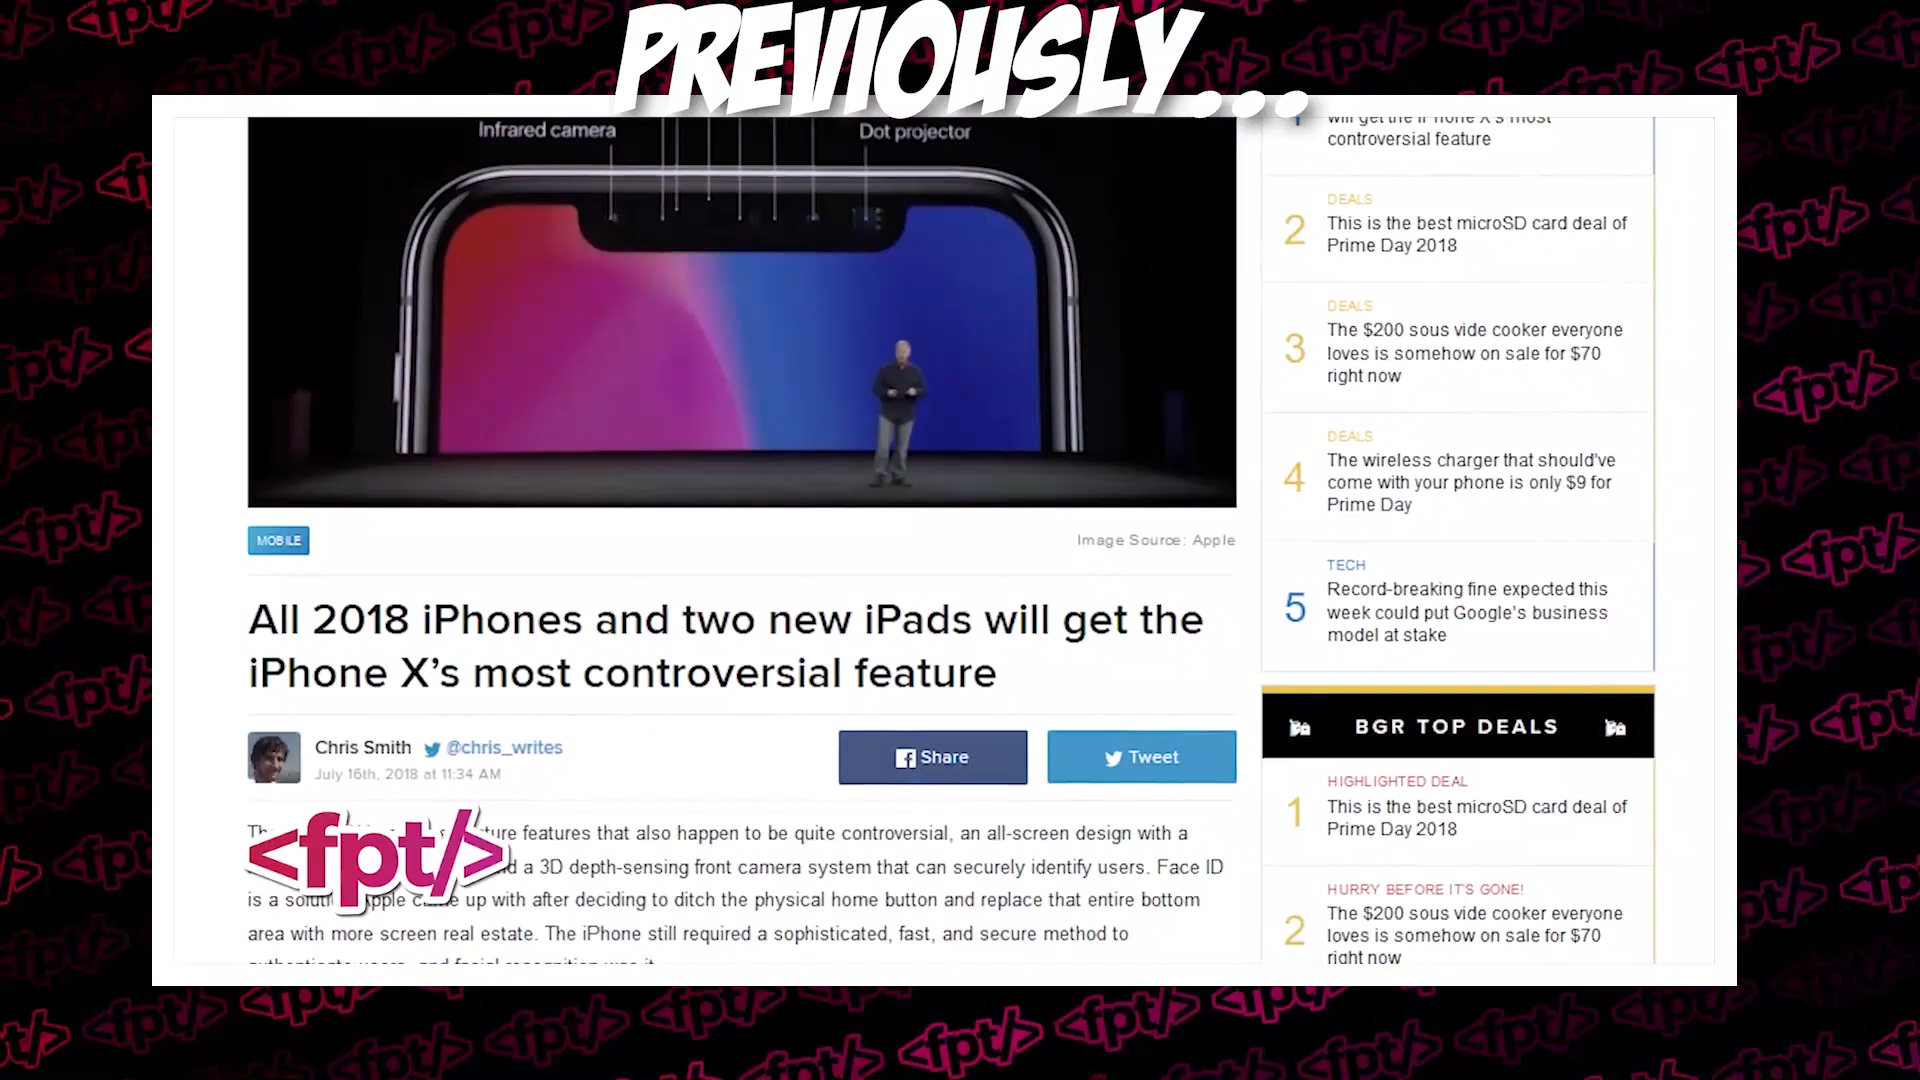 PREVIOUSLY...
Infrared camera
Dot projector
MOBILE
Image Source: Apple
All 2018 iPhones and two new iPads will get the
iPhone X's most controversial feature
Chris Smith @chris_writes
July 16th, 2018 at 11:34 AM
Share
Tweet
features that also happen to be quite controversial, an all-screen design with a
a 3D depth-sensing front camera system that can securely identify users. Face ID
is a up with after deciding to ditch the physical home button and replace that entire bottom
area with more screen real estate. The iPhone still required a sophisticated, fast, and secure method to
<fpt/>
will get the iPhone X's most
controversial feature
DEALS
2
This is the best microSD card deal of
Prime Day 2018
DEALS
3
The $200 sous vide cooker everyone
loves is somehow on sale for $70
right now
DEALS
4
The wireless charger that should've
come with your phone is only $9 for
Prime Day
TECH
5
Record-breaking fine expected this
week could put Google's business
model at stake
BGR TOP DEALS
HIGHLIGHTED DEAL
1
This is the best microSD card deal of
Prime Day 2018
HURRY BEFORE IT'S GONE!
2
The $200 sous vide cooker everyone
loves is somehow on sale for $70
right now